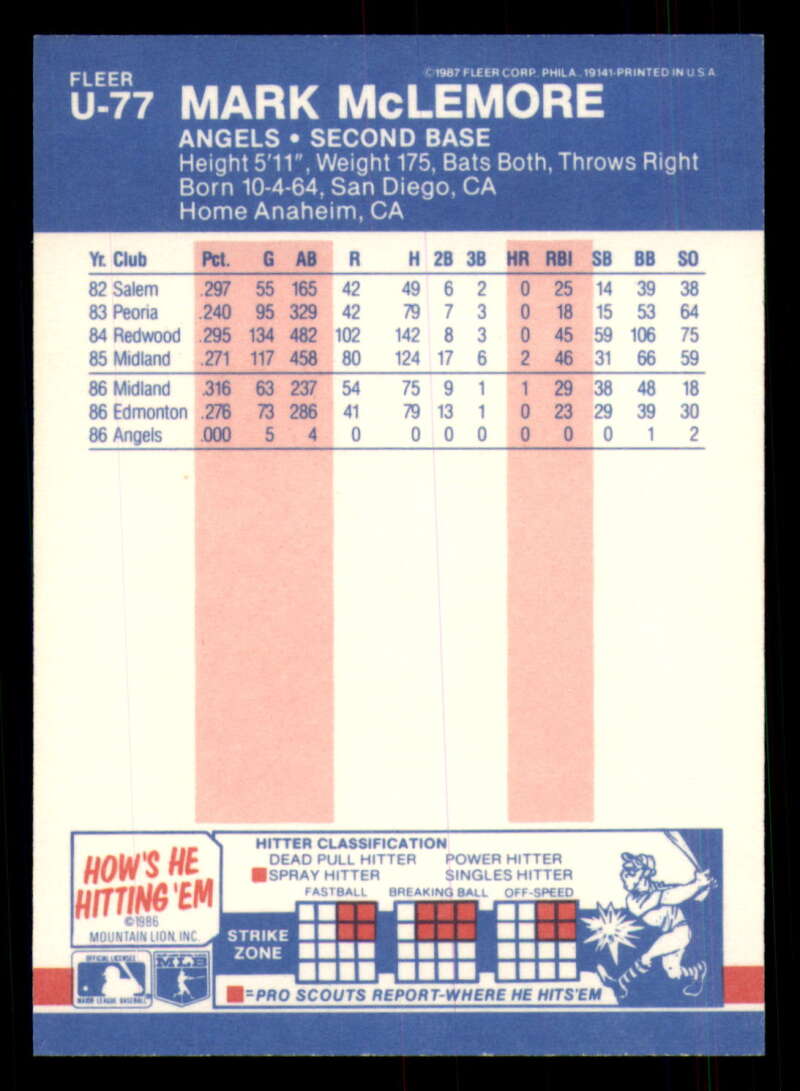 FLEER
©1987 FLEER CORP. PHILA., 19141-PRINTED IN U.S.A.
U-77 MARK McLEMORE
ANGELS • SECOND BASE
Height 5'11", Weight 175, Bats Both, Throws Right
Born 10-4-64, San Diego, CA
Home Anaheim, CA
Yr. Club Pct. G AB R H 2B 3B HR RBI SB BB SO
82 Salem .297 55 165 42 49 6 2 0 25 14 39 38
83 Peoria .240 95 329 42 79 7 3 0 18 15 53 64
84 Redwood .295 134 482 102 142 8 3 0 45 59 106 75
85 Midland .271 117 458 80 124 17 6 2 46 31 66 59
86 Midland .316 63 237 54 75 9 1 1 29 38 48 18
86 Edmonton .276 73 286 41 79 13 1 0 23 29 39 30
86 Angels .000 5 4 0 0 0 0 0 0 0 1 2
HOW'S HE
HITTING 'EM
©1986
MOUNTAIN LION, INC.
OFFICIAL LICENSEE
MAJOR LEAGUE BASEBALL
MLB
HITTER CLASSIFICATION
DEAD PULL HITTER POWER HITTER
SPRAY HITTER SINGLES HITTER
FASTBALL BREAKING BALL OFF-SPEED
STRIKE
ZONE
=PRO SCOUTS REPORT-WHERE HE HITS'EM